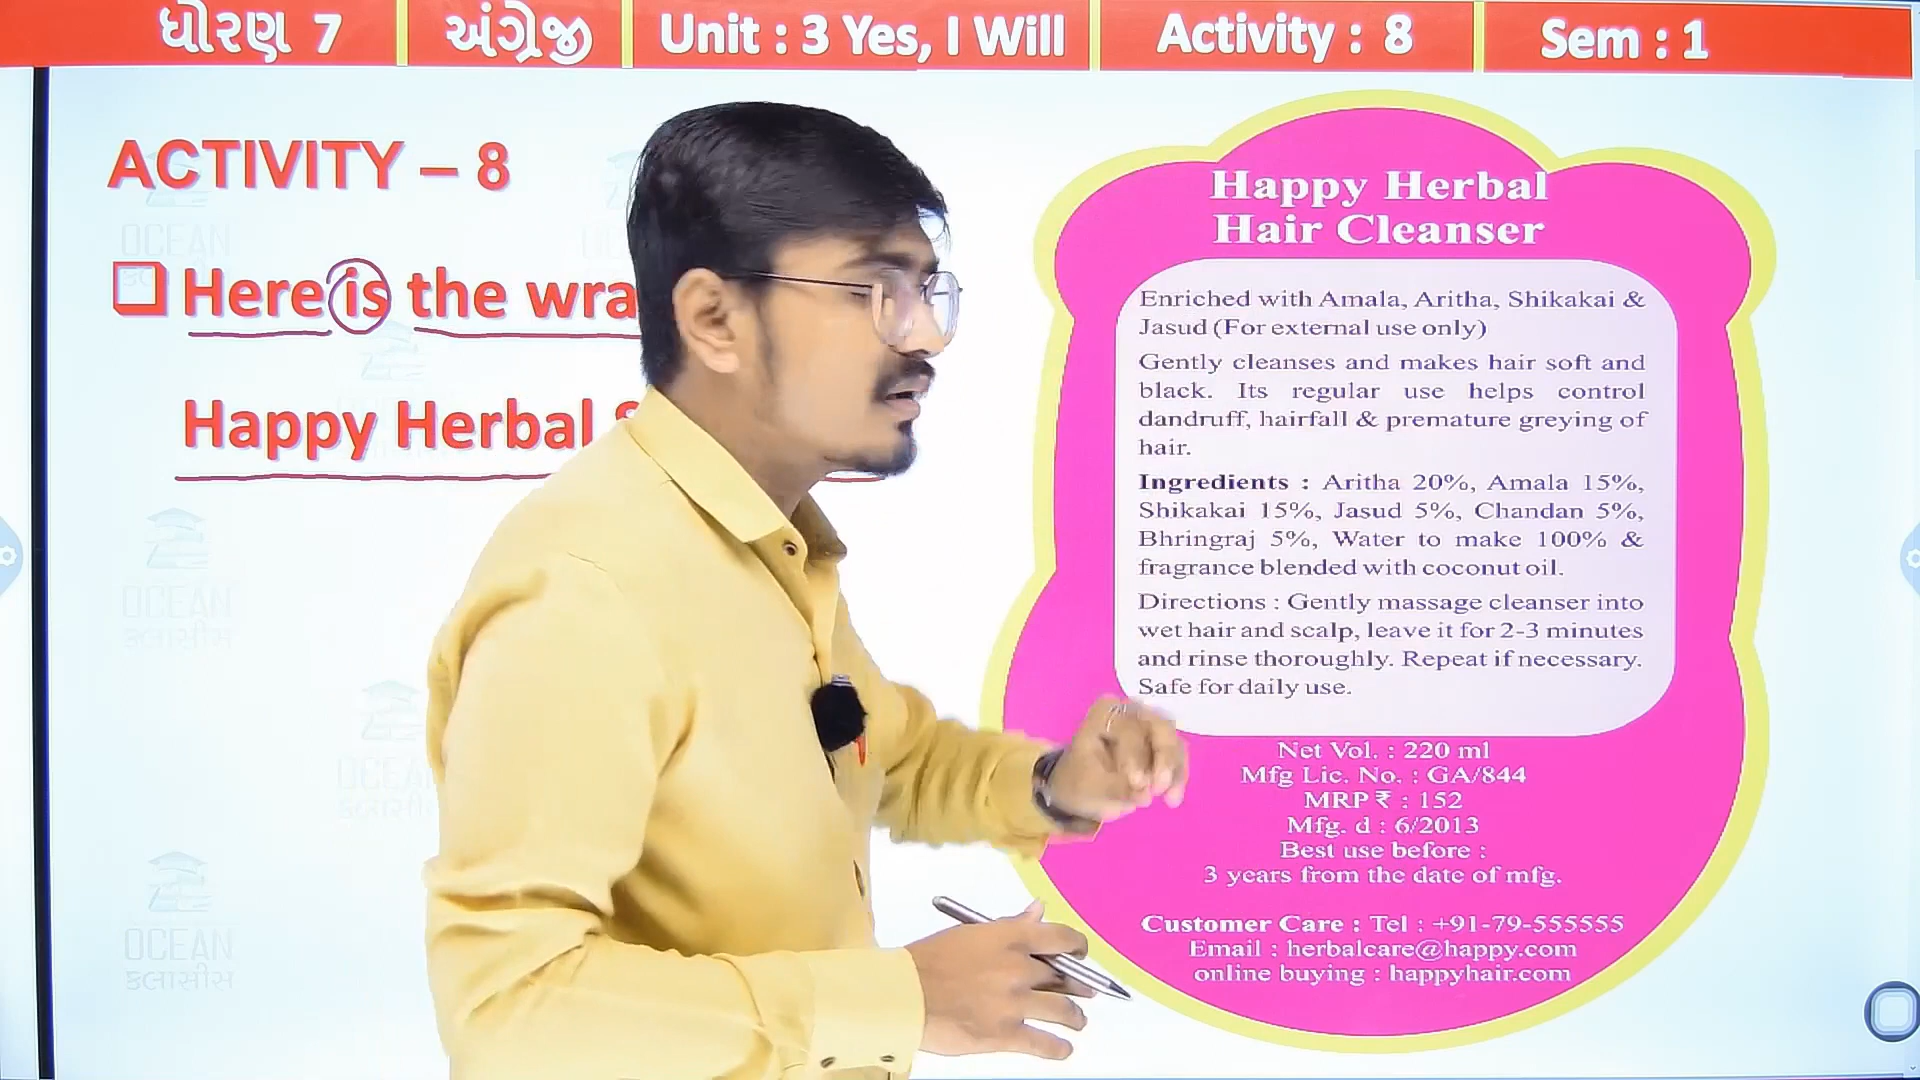 ધોરણ 7
અંગ્રેજી
Unit : 3 Yes, I Will
Activity : 8
Sem : 1
ACTIVITY – 8
❑ Here is the
Happy Herbal
Happy Herbal
Hair Cleanser
Enriched with Amala, Aritha, Shikakai &
Jasud (For external use only)
Gently cleanses and makes hair soft and
black. Its regular use helps control
dandruff, hairfall & premature greying of
hair.
Ingredients : Aritha 20%, Amala 15%,
Shikakai 15%, Jasud 5%, Chandan 5%,
Bhringraj 5%, Water to make 100% &
fragrance blended with coconut oil.
Directions : Gently massage cleanser into
wet hair and scalp, leave it for 2-3 minutes
and rinse thoroughly. Repeat if necessary.
Safe for daily use.
Net Vol. : 220 ml
Mfg Lic. No. : GA/844
MRP ₹ : 152
Mfg. d : 6/2013
Best use before :
3 years from the date of mfg.
Customer Care : Tel : +91-79-555555
Email : herbalcare@happy.com
online buying : happyhair.com
OCEAN
OCEAN
કલાસીસ
OCEAN
કલાસીસ